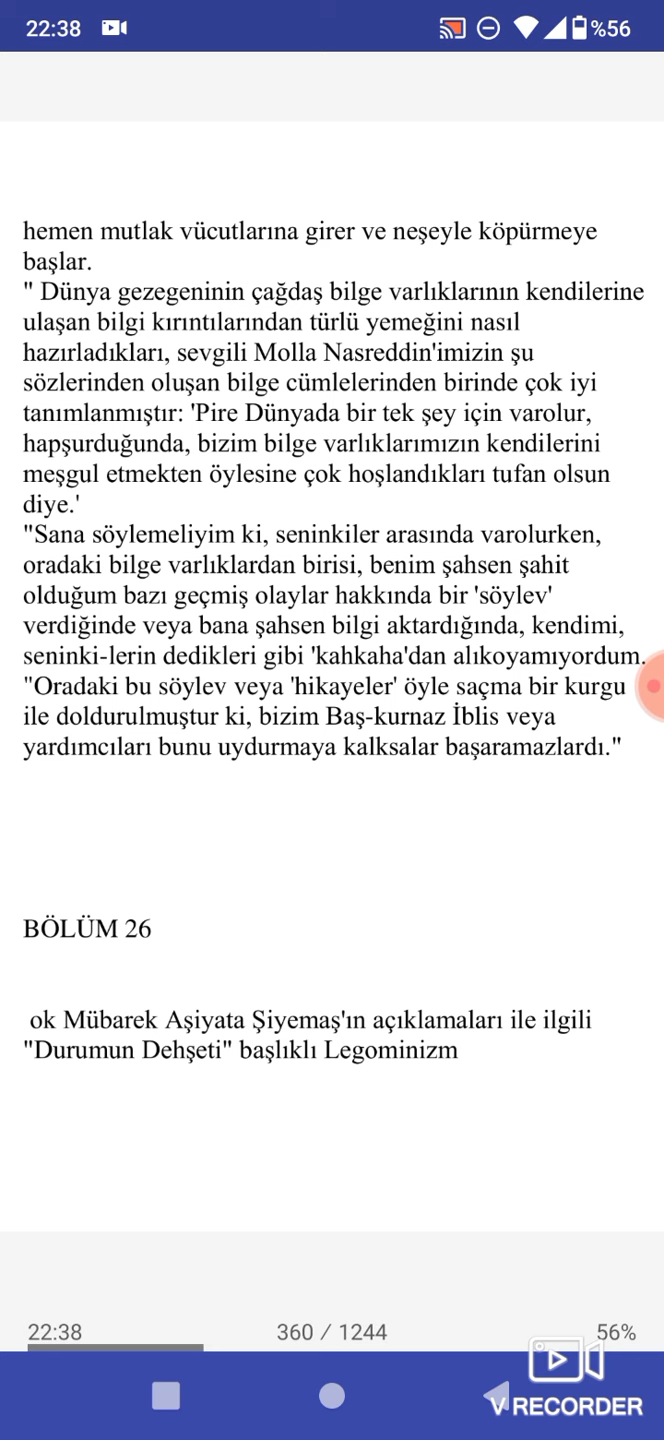 22:38 %56
hemen mutlak vücutlarına girer ve neşeyle köpürmeye
başlar.
" Dünya gezegeninin çağdaş bilge varlıklarının kendilerine
ulaşan bilgi kırıntılarından türlü yemeğini nasıl
hazırladıkları, sevgili Molla Nasreddin'imizin şu
sözlerinden oluşan bilge cümlelerinden birinde çok iyi
tanımlanmıştır: 'Pire Dünyada bir tek şey için varolur,
hapşurduğunda, bizim bilge varlıklarımızın kendilerini
meşgul etmekten öylesine çok hoşlandıkları tufan olsun
diye.'
"Sana söylemeliyim ki, seninkiler arasında varolurken,
oradaki bilge varlıklardan birisi, benim şahsen şahit
olduğum bazı geçmiş olaylar hakkında bir 'söylev'
verdiğinde veya bana şahsen bilgi aktardığında, kendimi,
seninki-lerin dedikleri gibi 'kahkaha'dan alıkoyamıyordum.
"Oradaki bu söylev veya 'hikayeler' öyle saçma bir kurgu
ile doldurulmuştur ki, bizim Baş-kurnaz İblis veya
yardımcıları bunu uydurmaya kalksalar başaramazlardı."
BÖLÜM 26
ok Mübarek Aşiyata Şiyemaş'ın açıklamaları ile ilgili
"Durumun Dehşeti" başlıklı Legominizm
22:38 360 / 1244 56%
V RECORDER